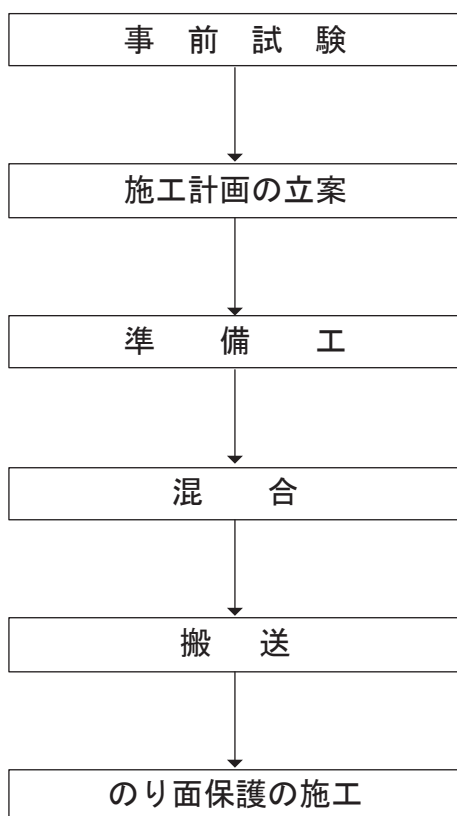 事前試験
施工計画の立案
準備工
混合
搬送
のり面保護の施工